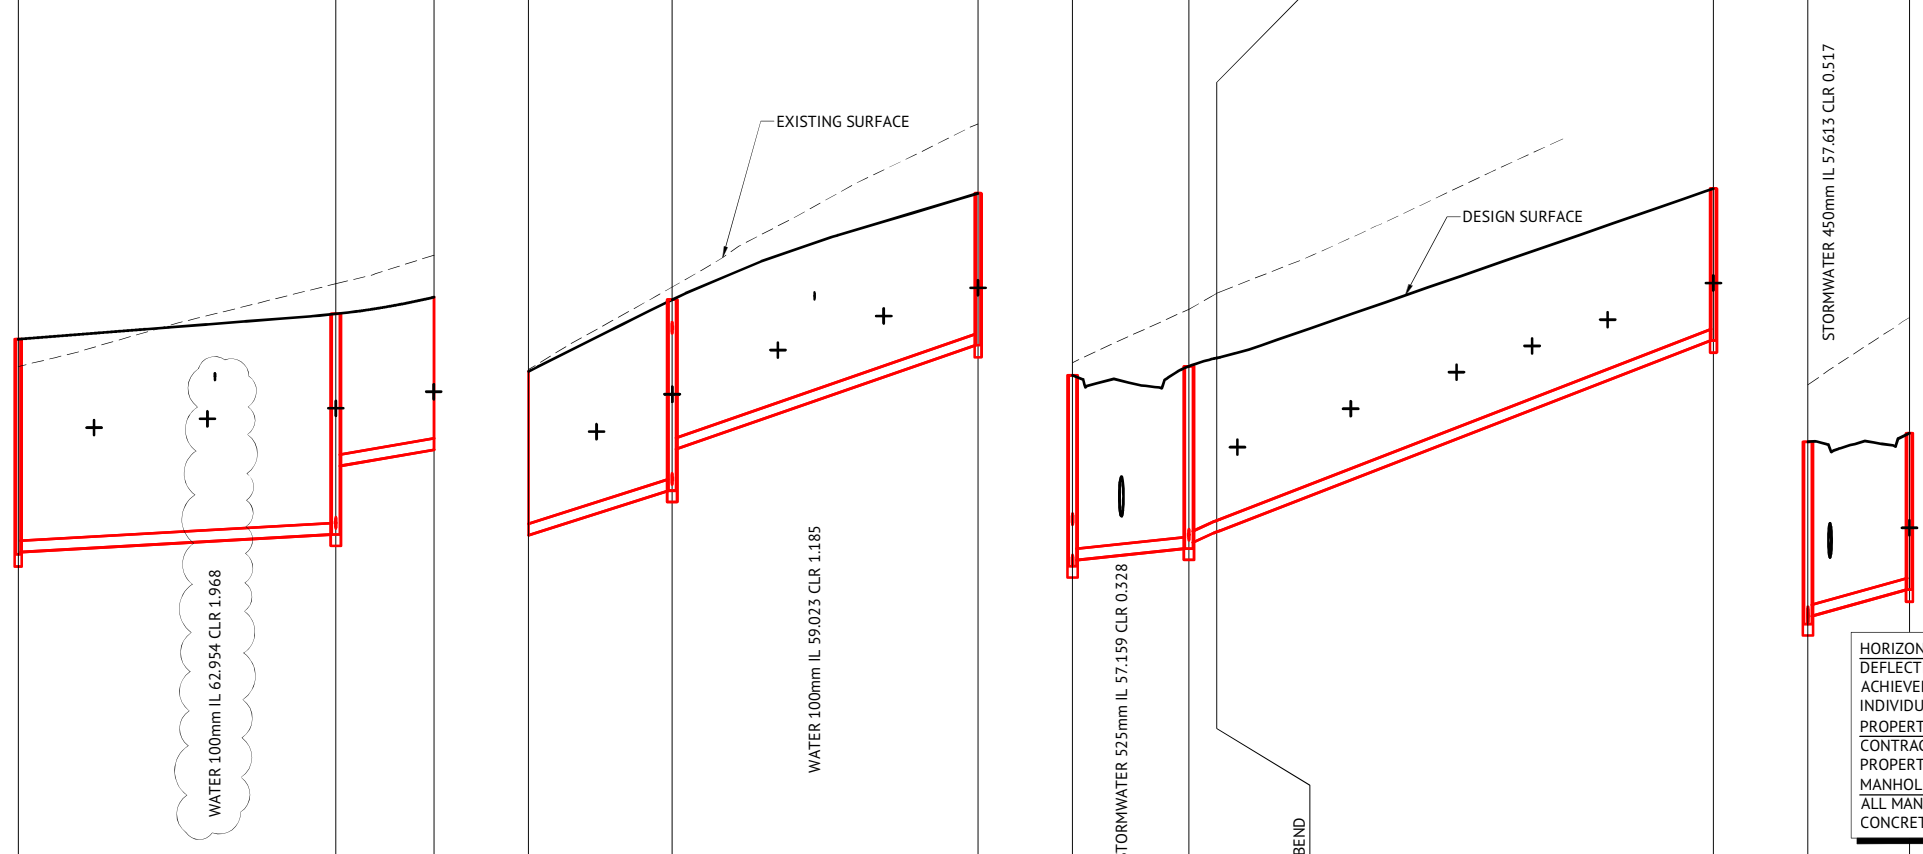 EXISTING SURFACE
DESIGN SURFACE
STORMWATER 450mm IL 57.613 CLR 0.517
WATER 100mm IL 62.954 CLR 1.968
WATER 100mm IL 59.023 CLR 1.185
STORMWATER 525mm IL 57.159 CLR 0.328
BEND
HORIZON
DEFLECT
ACHIEVE
INDIVIDU
PROPERT
CONTRAC
PROPERT
MANHOL
ALL MAN
CONCRET